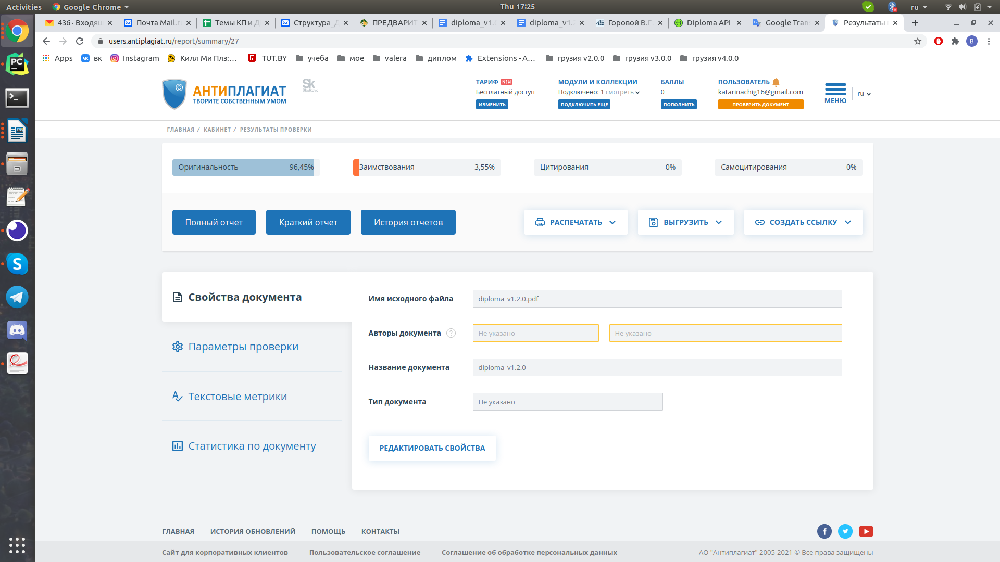 Activities
Google Chrome
Thu 17:25
ru
436 · Входящ
Почта Mail.r
Темы КП и Д
Структура_Д
ПРЕДВАРИТ
diploma_v1.
diploma_v1.
Горовой В.Г.
Diploma API
Google Tran
Результаты
users.antiplagiat.ru/report/summary/27
B
Apps
вк
Instagram
Килл Ми Плз:...
TUT.BY
учеба
мое
valera
диплом
Extensions - A...
грузия v2.0.0
грузия v3.0.0
грузия v4.0.0
АНТИПЛАГИАТ
ТВОРИТЕ СОБСТВЕННЫМ УМОМ
Sk
Skolkovo
ТАРИФ NEW
Бесплатный доступ
ИЗМЕНИТЬ
МОДУЛИ И КОЛЛЕКЦИИ
Подключено: 1 смотреть
ПОДКЛЮЧИТЬ ЕЩЕ
БАЛЛЫ
0
ПОПОЛНИТЬ
ПОЛЬЗОВАТЕЛЬ
katarinachig16@gmail.com
ПРОВЕРИТЬ ДОКУМЕНТ
МЕНЮ
ru
ГЛАВНАЯ / КАБИНЕТ / РЕЗУЛЬТАТЫ ПРОВЕРКИ
Оригинальность 96,45%
Заимствования 3,55%
Цитирования 0%
Самоцитирования 0%
Полный отчет
Краткий отчет
История отчетов
РАСПЕЧАТАТЬ
ВЫГРУЗИТЬ
СОЗДАТЬ ССЫЛКУ
Свойства документа
Параметры проверки
Текстовые метрики
Статистика по документу
Имя исходного файла
diploma_v1.2.0.pdf
Авторы документа ?
Не указано
Не указано
Название документа
diploma_v1.2.0
Тип документа
Не указано
РЕДАКТИРОВАТЬ СВОЙСТВА
ГЛАВНАЯ
ИСТОРИЯ ОБНОВЛЕНИЙ
ПОМОЩЬ
КОНТАКТЫ
Сайт для корпоративных клиентов
Пользовательское соглашение
Соглашение об обработке персональных данных
АО "Антиплагиат" 2005-2021 © Все права защищены